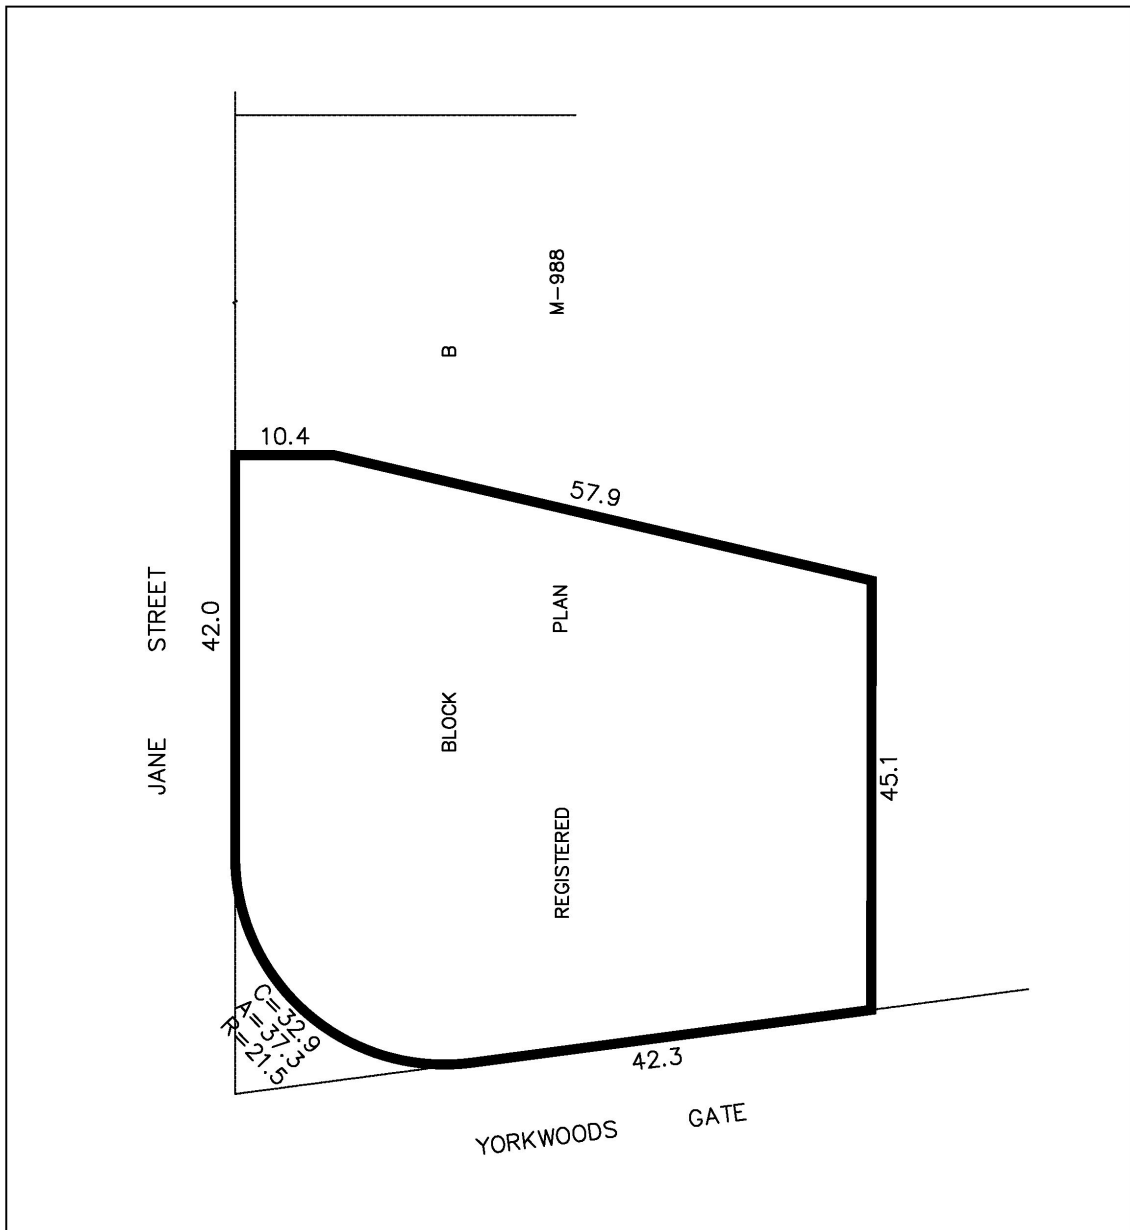 M-988
B
10.4
57.9
JANE STREET
42.0
PLAN
BLOCK
REGISTERED
45.1
C=32.9
A=37.3
R=21.5
42.3
YORKWOODS GATE